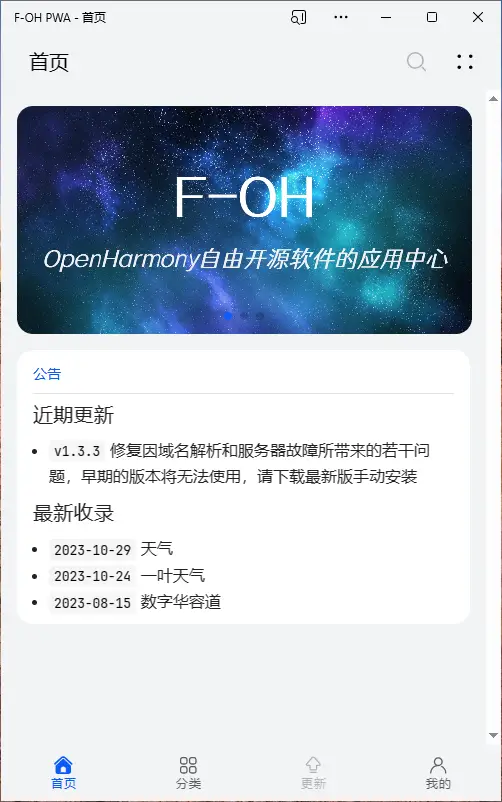 F-OH PWA - 首页
首页
F-OH
OpenHarmony自由开源软件的应用中心
公告
近期更新
v1.3.3 修复因域名解析和服务器故障所带来的若干问
题，早期的版本将无法使用，请下载最新版手动安装
最新收录
2023-10-29 天气
2023-10-24 一叶天气
2023-08-15 数字华容道
首页 分类 更新 我的